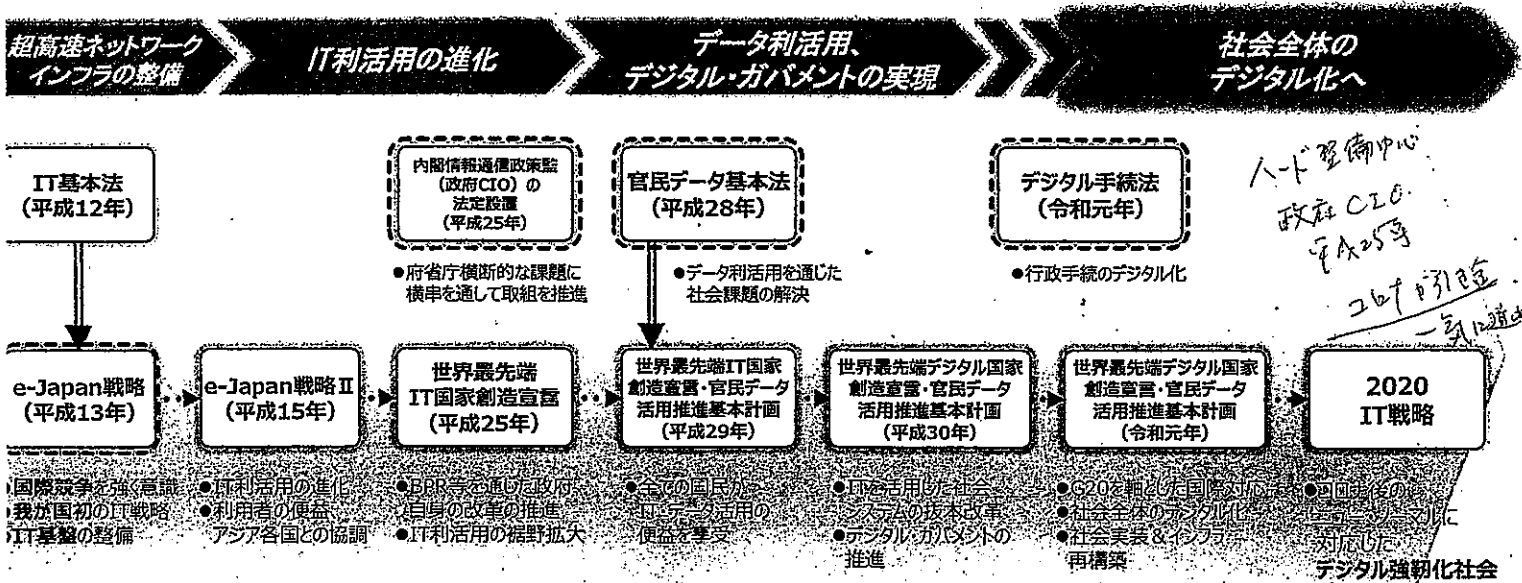 超高速ネットワーク
インフラの整備
IT利活用の進化
データ利活用、
デジタル・ガバメントの実現
社会全体の
デジタル化へ
IT基本法
(平成12年)
内閣情報通信政策監
(政府CIO)の
法定設置
(平成25年)
●府省庁横断的な課題に
横串を通して取組を推進
官民データ基本法
(平成28年)
●データ利活用を通じた
社会課題の解決
デジタル手続法
(令和元年)
●行政手続のデジタル化
ハード整備中心
政府CIO
平成25年
コロナが引き金
一気に
e-Japan戦略
(平成13年)
e-Japan戦略Ⅱ
(平成15年)
世界最先端
IT国家創造宣言
(平成25年)
世界最先端IT国家
創造宣言・官民データ
活用推進基本計画
(平成29年)
世界最先端デジタル国家
創造宣言・官民データ
活用推進基本計画
(平成30年)
世界最先端デジタル国家
創造宣言・官民データ
活用推進基本計画
(令和元年)
2020
IT戦略
●国際競争を強く意識
●我が国初のIT戦略
●IT基盤の整備
●IT利活用の進化
●利用者の便益、
アジア各国との協調
●BPR等を通じた政府
自身の改革の推進
●IT利活用の裾野拡大
●全ての国民が
IT・データ活用の
便益を享受
●ITを活用した社会
システムの抜本改革
●デジタル・ガバメントの
推進
●G20を軸とした国際対応
●社会全体のデジタル化
●社会実装&インフラ
再構築
ニューノーマルに
対応した
デジタル強靭化社会